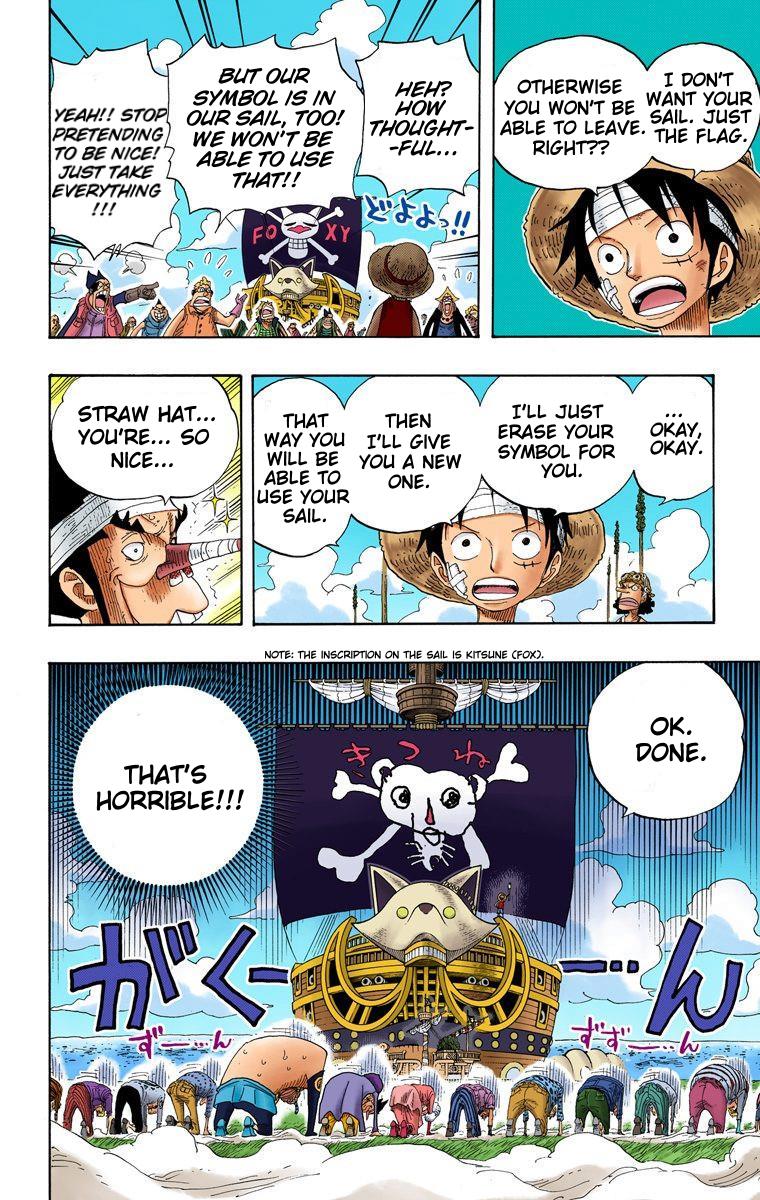 I DON'T
WANT YOUR
SAIL. JUST
THE FLAG.
OTHERWISE
YOU WON'T BE
ABLE TO LEAVE.
RIGHT??
HEH?
HOW
THOUGHT-
-FUL...
BUT OUR
SYMBOL IS IN
OUR SAIL, TOO!
WE WON'T BE
ABLE TO USE
THAT!!
YEAH!! STOP
PRETENDING
TO BE NICE!
JUST TAKE
EVERYTHING
!!!
どよよっ!!
FOXY
...
OKAY,
OKAY.
I'LL JUST
ERASE YOUR
SYMBOL FOR
YOU.
THEN
I'LL GIVE
YOU A NEW
ONE.
THAT
WAY YOU
WILL BE
ABLE TO
USE YOUR
SAIL.
STRAW HAT...
YOU'RE... SO
NICE...
NOTE: THE INSCRIPTION ON THE SAIL IS KITSUNE (FOX).
OK.
DONE.
きつね
THAT'S
HORRIBLE!!!
がくーー…ん
ずー…ん
ずずー…ん